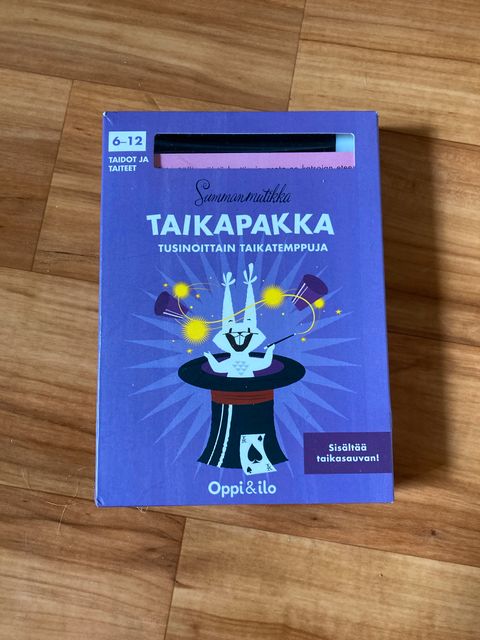 6–12
TAIDOT JA
TAITEET
Summanmutikka
TAIKAPAKKA
TUSINOITTAIN TAIKATEMPPUJA
Sisältää
taikasauvan!
Oppi&ilo